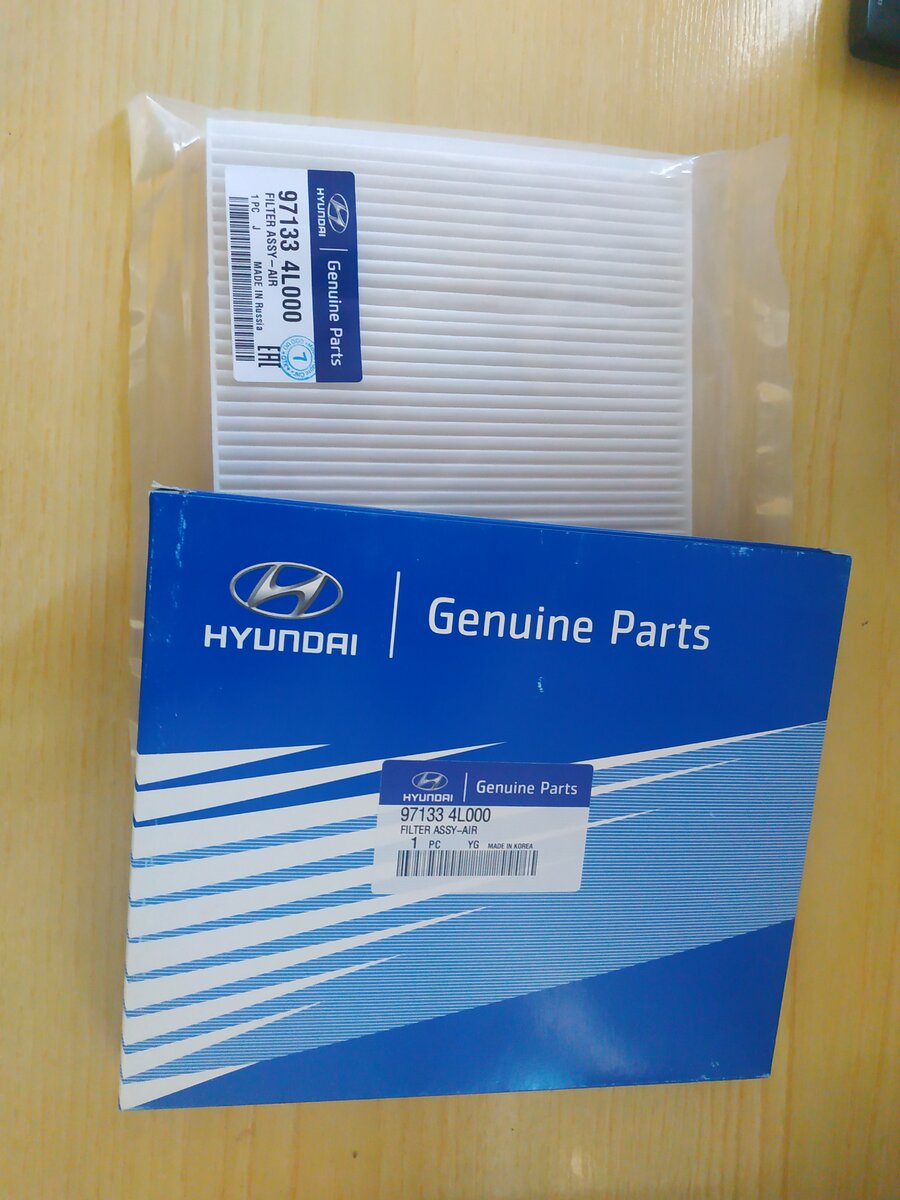 HYUNDAI | Genuine Parts
97133 4L000
FILTER ASSY-AIR
1 PC J MADE IN Russia
EAC
7
HYUNDAI | Genuine Parts
HYUNDAI | Genuine Parts
97133 4L000
FILTER ASSY-AIR
1 PC YG MADE IN KOREA